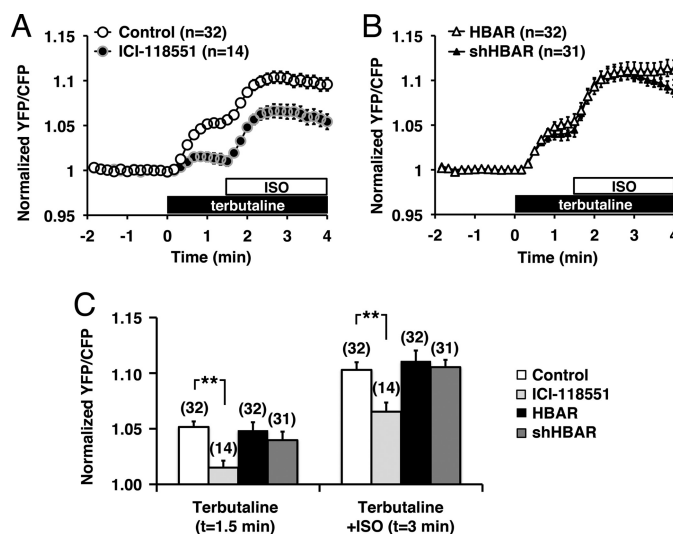 A
Control (n=32)
ICI-118551 (n=14)
Normalized YFP/CFP
1.15
1.1
1.05
1
0.95
ISO
terbutaline
-2 -1 0 1 2 3 4
Time (min)
B
HBAR (n=32)
shHBAR (n=31)
Normalized YFP/CFP
1.15
1.1
1.05
1
0.95
ISO
terbutaline
-2 -1 0 1 2 3 4
Time (min)
C
Normalized YFP/CFP
1.15
1.10
1.05
1.00
**
(32) (14) (32) (31)
**
(32) (14) (32) (31)
Terbutaline
(t=1.5 min)
Terbutaline
+ISO (t=3 min)
Control
ICI-118551
HBAR
shHBAR